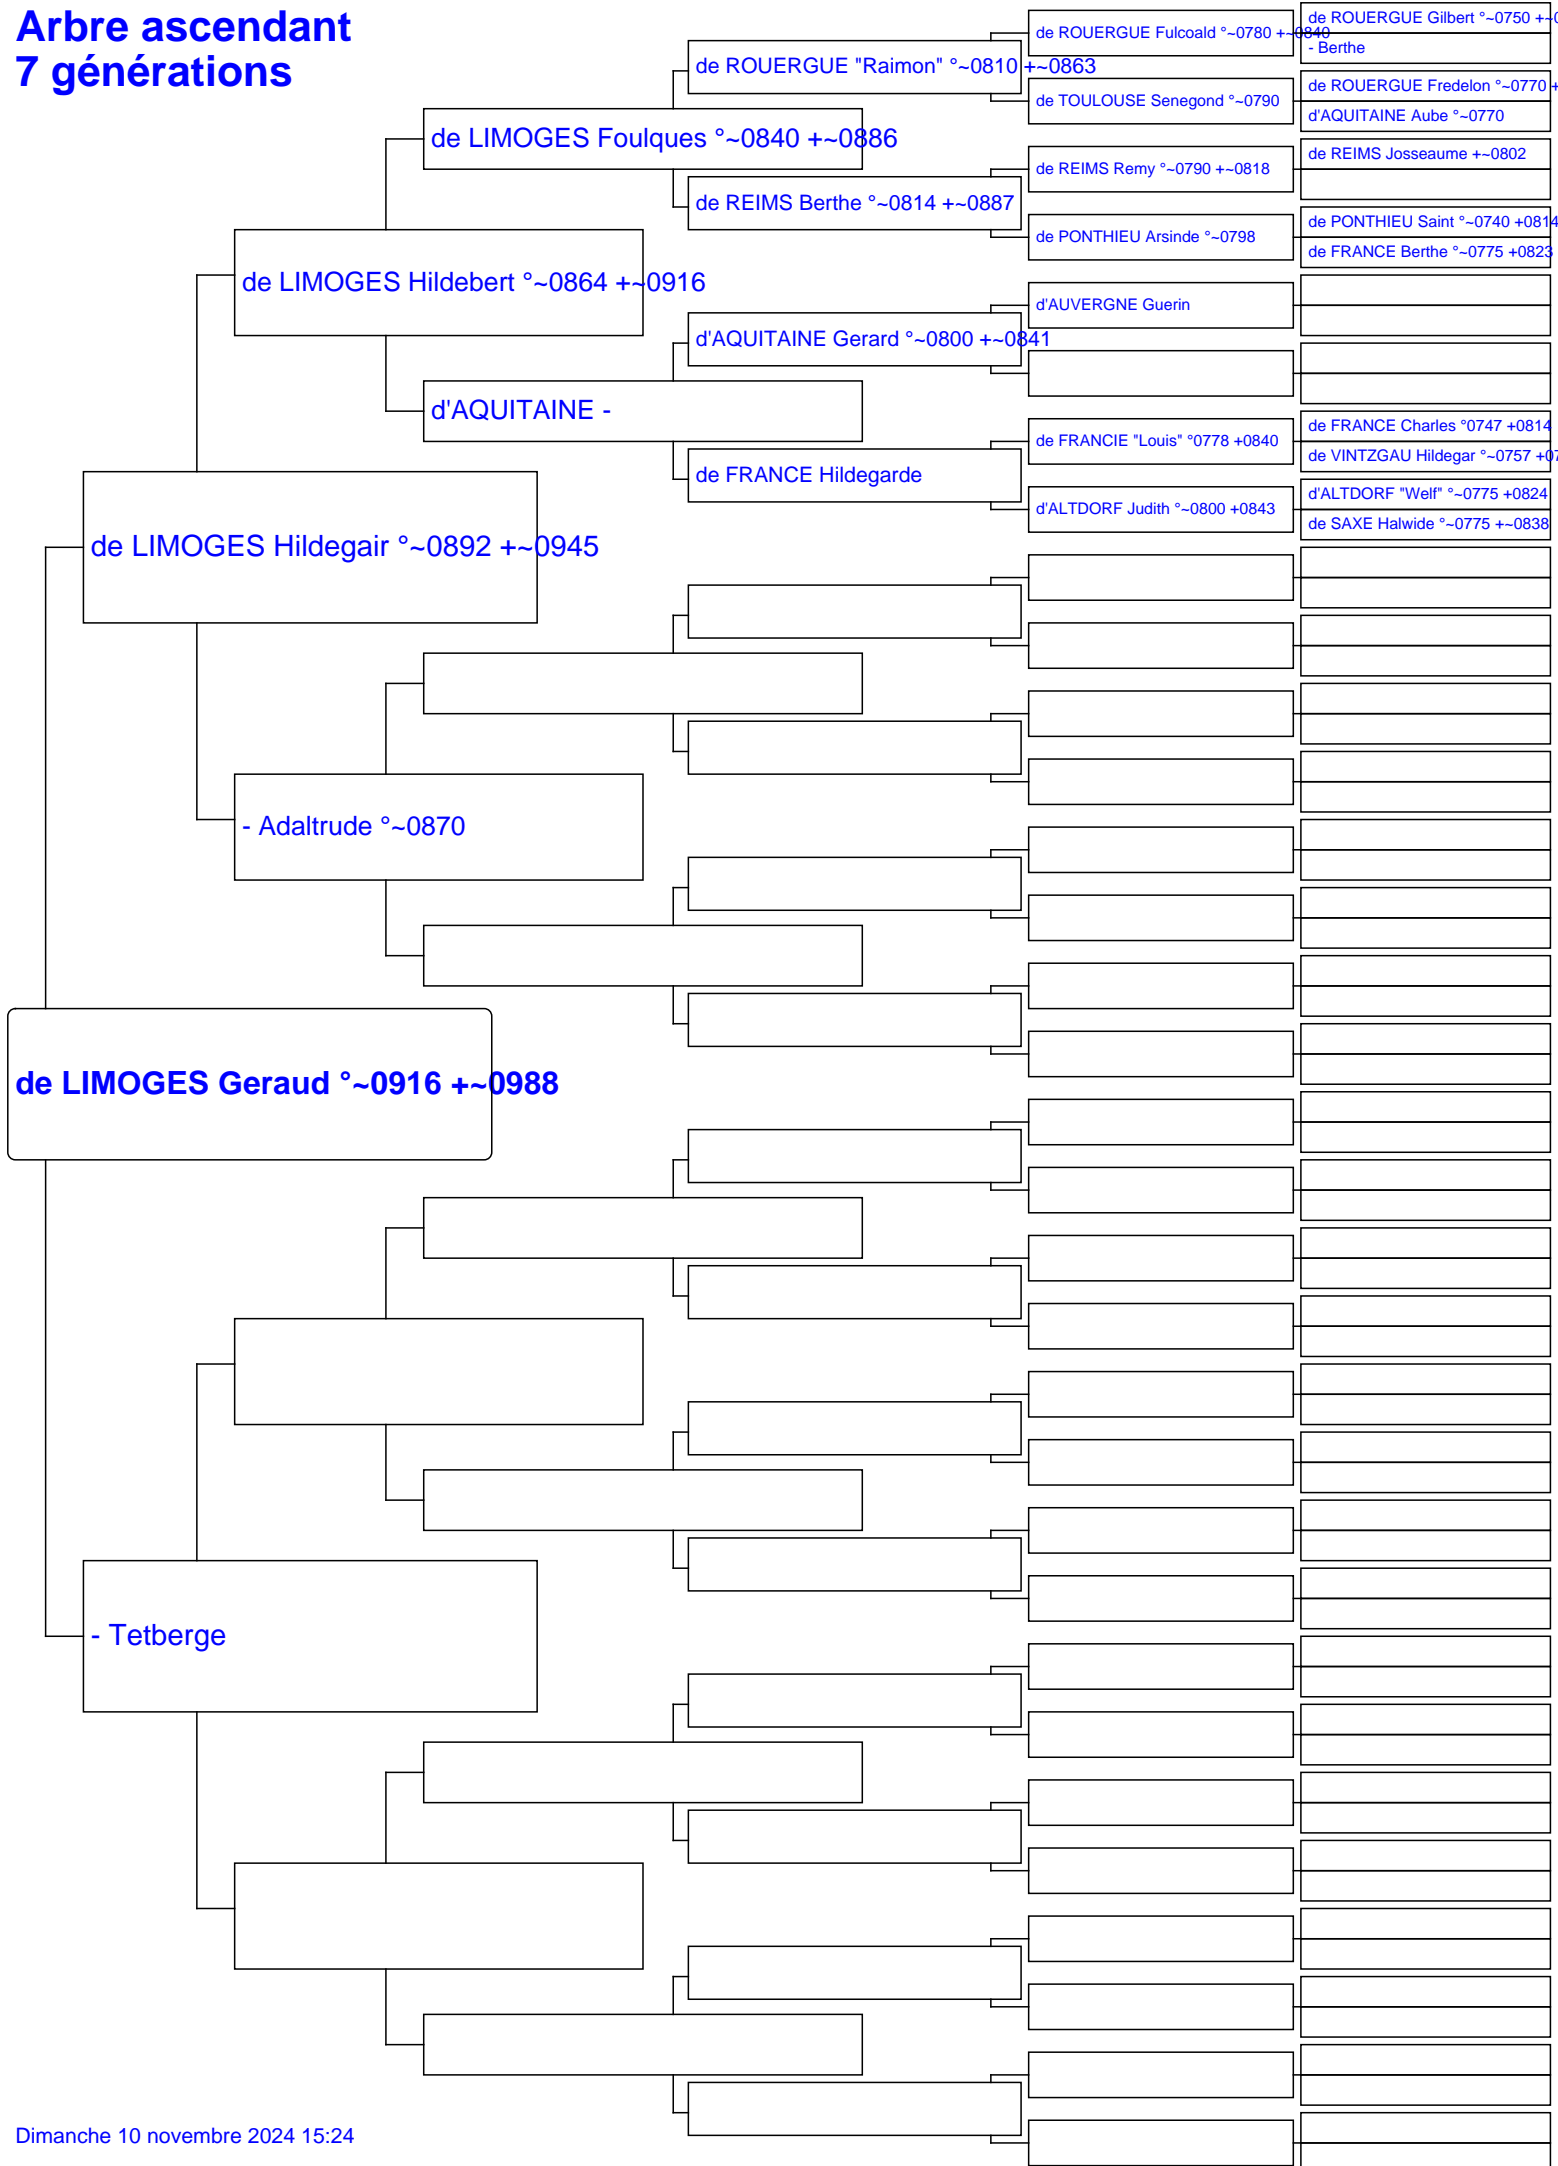 Arbre ascendant
7 générations
de LIMOGES Geraud °~0916 +~0988
de LIMOGES Hildegair °~0892 +~0945
- Tetberge
de LIMOGES Hildebert °~0864 +~0916
- Adaltrude °~0870
de LIMOGES Foulques °~0840 +~0886
d'AQUITAINE -
de ROUERGUE "Raimon" °~0810 +~0863
de REIMS Berthe °~0814 +~0887
d'AQUITAINE Gerard °~0800 +~0841
de FRANCE Hildegarde
de ROUERGUE Fulcoald °~0780 +~0840
de TOULOUSE Senegond °~0790
de REIMS Remy °~0790 +~0818
de PONTHIEU Arsinde °~0798
d'AUVERGNE Guerin
de FRANCIE "Louis" °0778 +0840
d'ALTDORF Judith °~0800 +0843
de ROUERGUE Gilbert °~0750
- Berthe
de ROUERGUE Fredelon °~0770
d'AQUITAINE Aube °~0770
de REIMS Josseaume +~0802
de PONTHIEU Saint °~0740 +0814
de FRANCE Berthe °~0775 +0823
de FRANCE Charles °0747 +0814
de VINTZGAU Hildegar °~0757
d'ALTDORF "Welf" °~0775 +0824
de SAXE Halwide °~0775 +~0838
Dimanche 10 novembre 2024 15:24